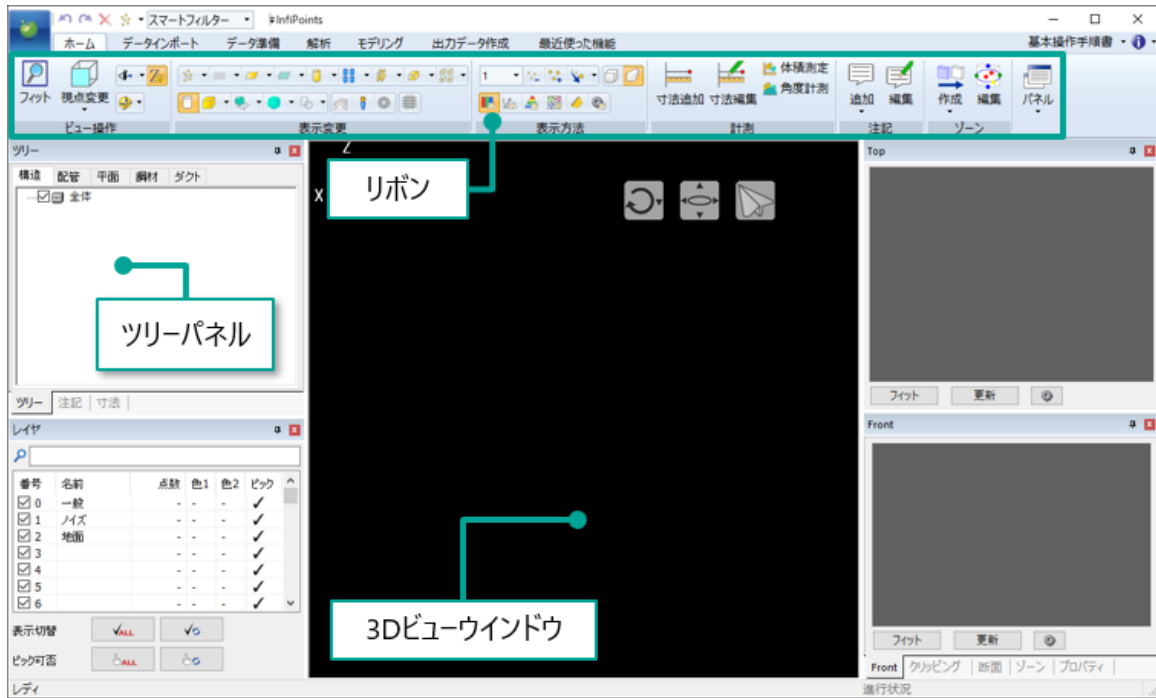 スマートフィルター InfiPoints
ホーム データインポート データ準備 解析 モデリング 出力データ作成 最近使った機能 基本操作手順書
フィット 視点変更 1 寸法追加 寸法編集 体積測定 角度計測 追加 編集 作成 編集 パネル
ビュー操作 表示変更 表示方法 計測 注記 ゾーン
ツリー
構造 配管 平面 鋼材 ダクト
全体
Z
X
リボン
ツリーパネル
ツリー 注記 寸法
レイヤ
番号 名前 点数 色1 色2 ピック
0 一般 - - - ✓
1 ノイズ - - - ✓
2 地面 - - - ✓
3 - - - ✓
4 - - - ✓
5 - - - ✓
6 - - - ✓
表示切替 ALL
ピック可否 ALL
レディ
3Dビューウインドウ
Top
フィット 更新
Front
フィット 更新
Front クリッピング 断面 ゾーン プロパティ
進行状況